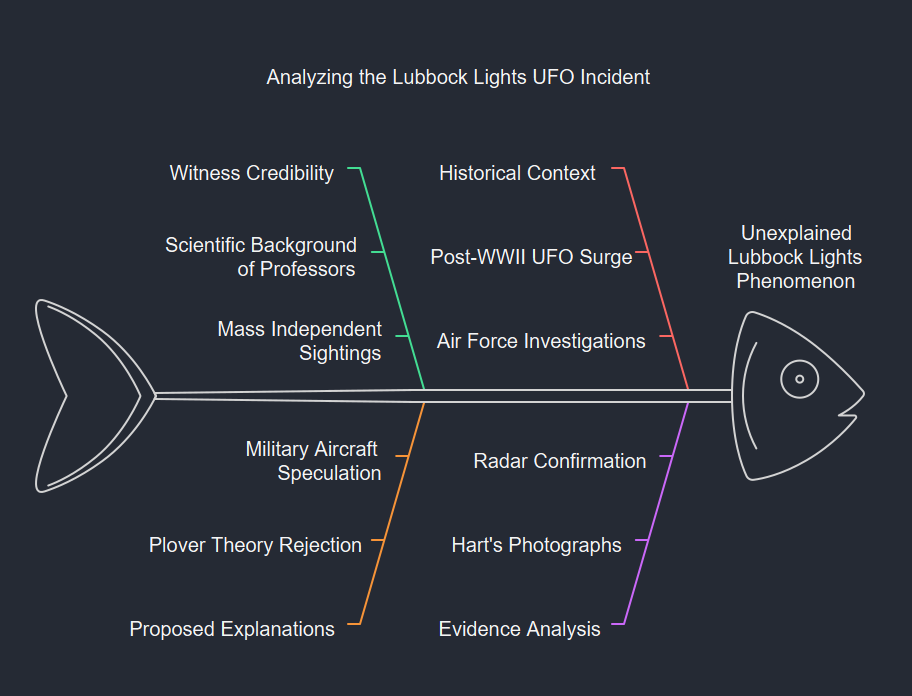 Analyzing the Lubbock Lights UFO Incident
Witness Credibility
Scientific Background
of Professors
Mass Independent
Sightings
Historical Context
Post-WWII UFO Surge
Air Force Investigations
Unexplained
Lubbock Lights
Phenomenon
Military Aircraft
Speculation
Plover Theory Rejection
Proposed Explanations
Radar Confirmation
Hart's Photographs
Evidence Analysis